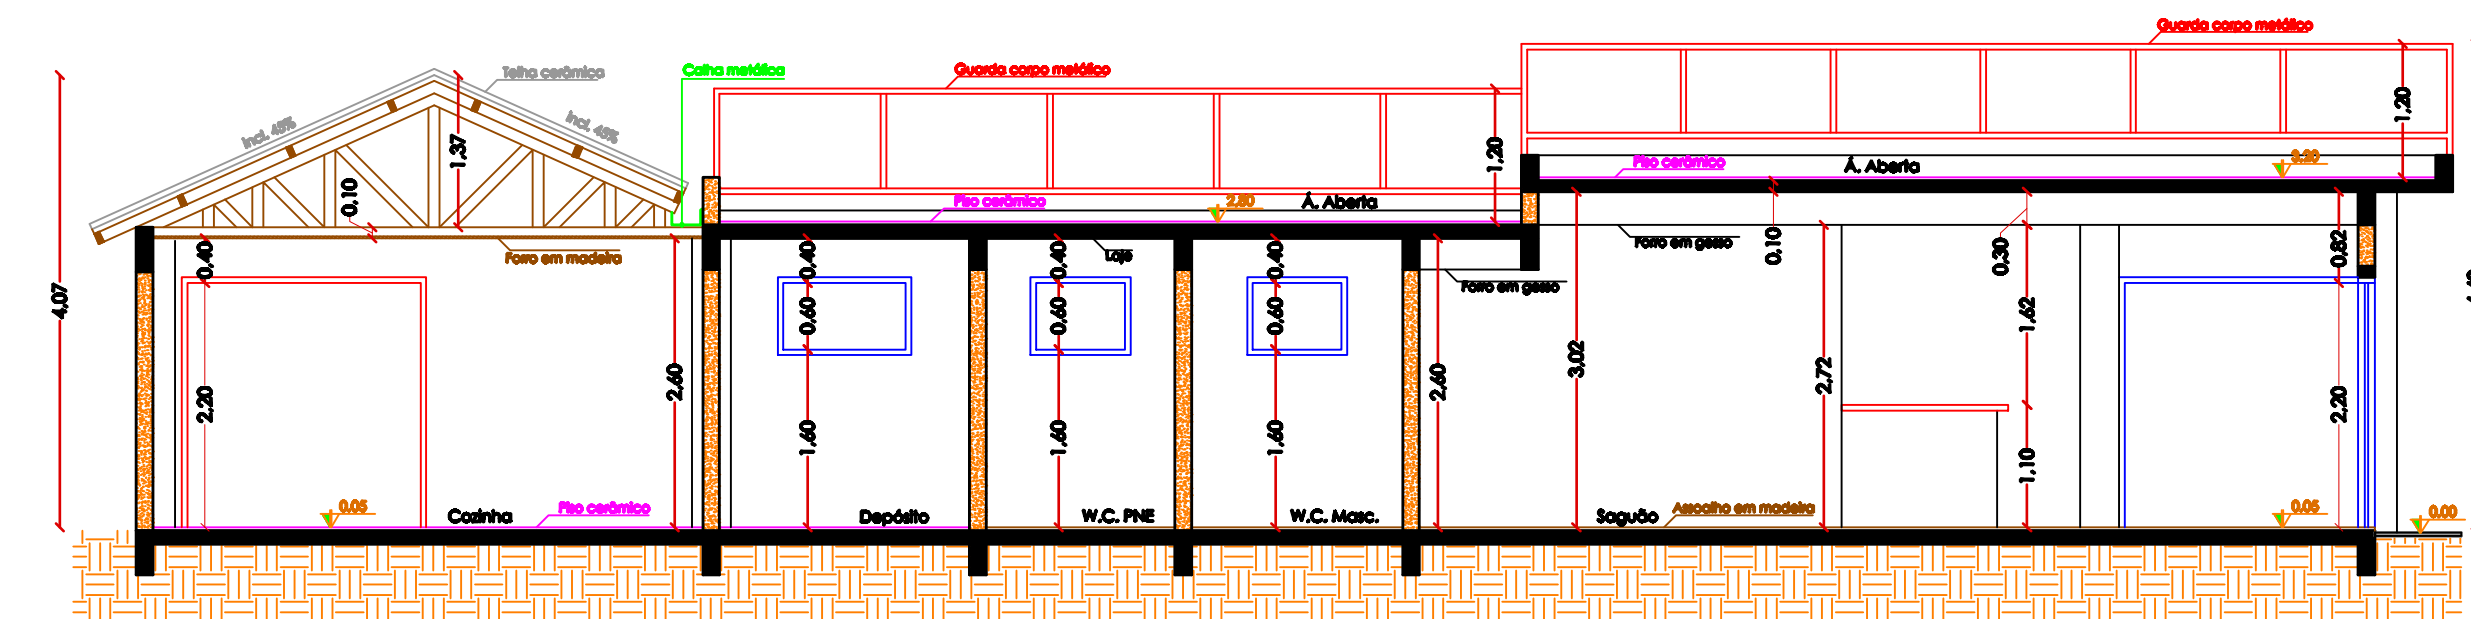 Guarda corpo metálico
Telha cerâmica
Calha metálica
Guarda corpo metálico
Incl. 45%
Incl. 45%
1,37
0,10
4,07
1,20
1,20
Piso cerâmico
Á. Aberta
3.20
Piso cerâmico
2.80
Á. Aberta
Forro em madeira
Laje
Forro em gesso
Forro em gesso
0,40
0,40
0,40
0,40
0,10
0,30
0,82
0,60
0,60
0,60
1,62
2,20
2,60
1,60
1,60
1,60
2,60
3,02
2,72
1,10
2,20
0.05
Cozinha
Piso cerâmico
Depósito
W.C. PNE
W.C. Masc.
Saguão
Assoalho em madeira
0.05
0.00